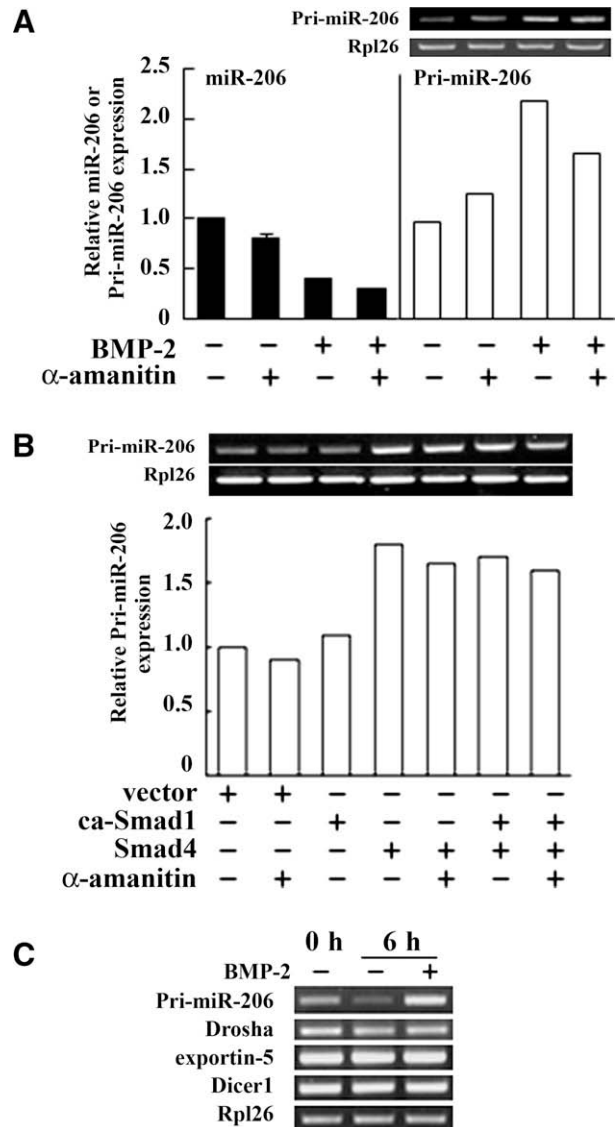 A
Pri-miR-206
Rpl26
miR-206
Pri-miR-206
Relative miR-206 or
Pri-miR-206 expression
2.5
2.0
1.5
1.0
0.5
0
BMP-2 − − + + − − + +
α-amanitin − + − + − + − +
B
Pri-miR-206
Rpl26
Relative Pri-miR-206
expression
2.0
1.5
1.0
0.5
0
vector + + − − − − −
ca-Smad1 − − + − − + +
Smad4 − − − + + + +
α-amanitin − + − − + − +
C
0 h 6 h
BMP-2 − − +
Pri-miR-206
Drosha
exportin-5
Dicer1
Rpl26